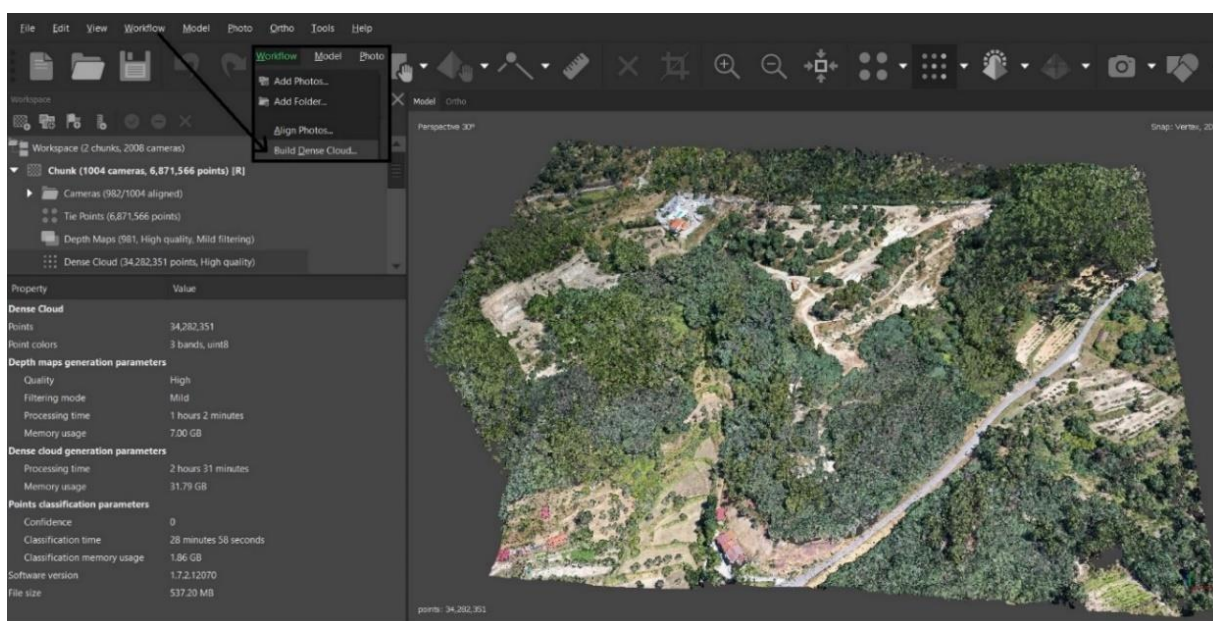 File Edit View Workflow Model Photo Ortho Tools Help
Workflow Model Photo
Add Photos...
Add Folder...
Align Photos...
Build Dense Cloud...
Workspace
Workspace (2 chunks, 2008 cameras)
Chunk (1004 cameras, 6,871,566 points) [R]
Cameras (982/1004 aligned)
Tie Points (6,871,566 points)
Depth Maps (981, High quality, Mild filtering)
Dense Cloud (34,282,351 points, High quality)
Property Value
Dense Cloud
Points 34,282,351
Point colors 3 bands, uint8
Depth maps generation parameters
Quality High
Filtering mode Mild
Processing time 1 hours 2 minutes
Memory usage 7.00 GB
Dense cloud generation parameters
Processing time 2 hours 31 minutes
Memory usage 31.79 GB
Points classification parameters
Confidence 0
Classification time 28 minutes 58 seconds
Classification memory usage 1.86 GB
Software version 1.7.2.12070
File size 537.20 MB
Model Ortho
Perspective 30°
Snap: Vertex, 2D
points: 34,282,351